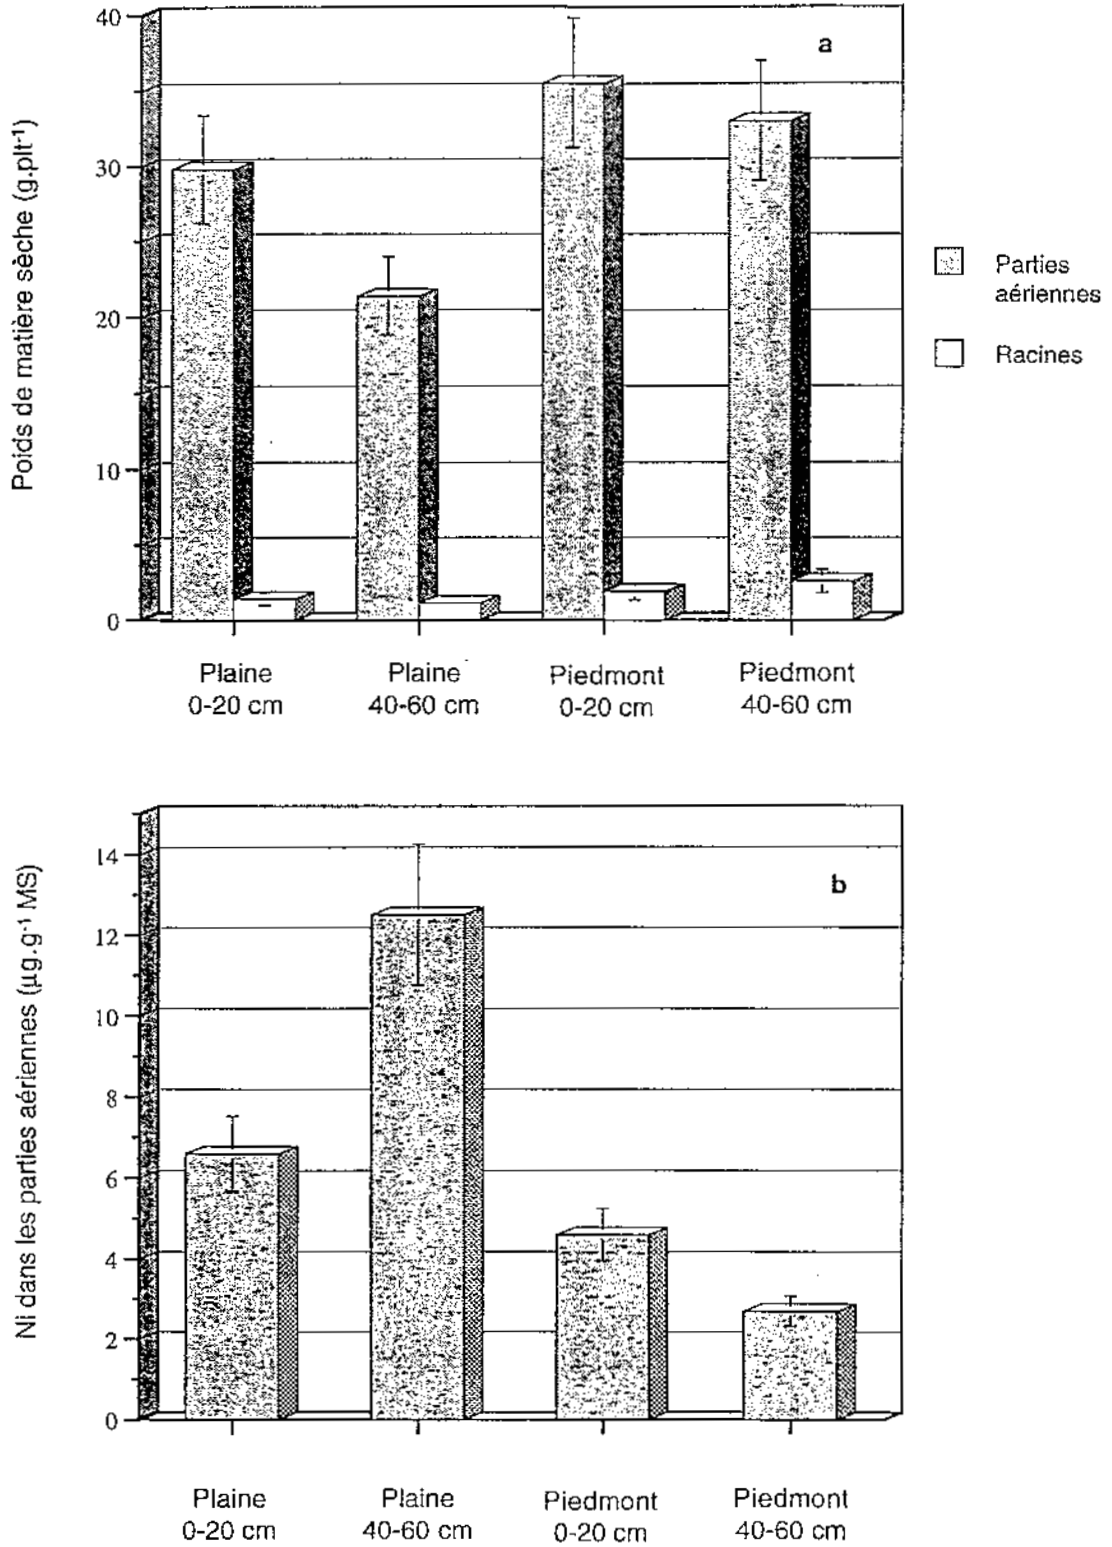 a
40
30
20
10
0
Poids de matière sèche (g.plt⁻¹)
Parties
aériennes
Racines
Plaine
0-20 cm
Plaine
40-60 cm
Piedmont
0-20 cm
Piedmont
40-60 cm
b
14
12
10
8
6
4
2
0
Ni dans les parties aériennes (µg.g⁻¹ MS)
Plaine
0-20 cm
Plaine
40-60 cm
Piedmont
0-20 cm
Piedmont
40-60 cm